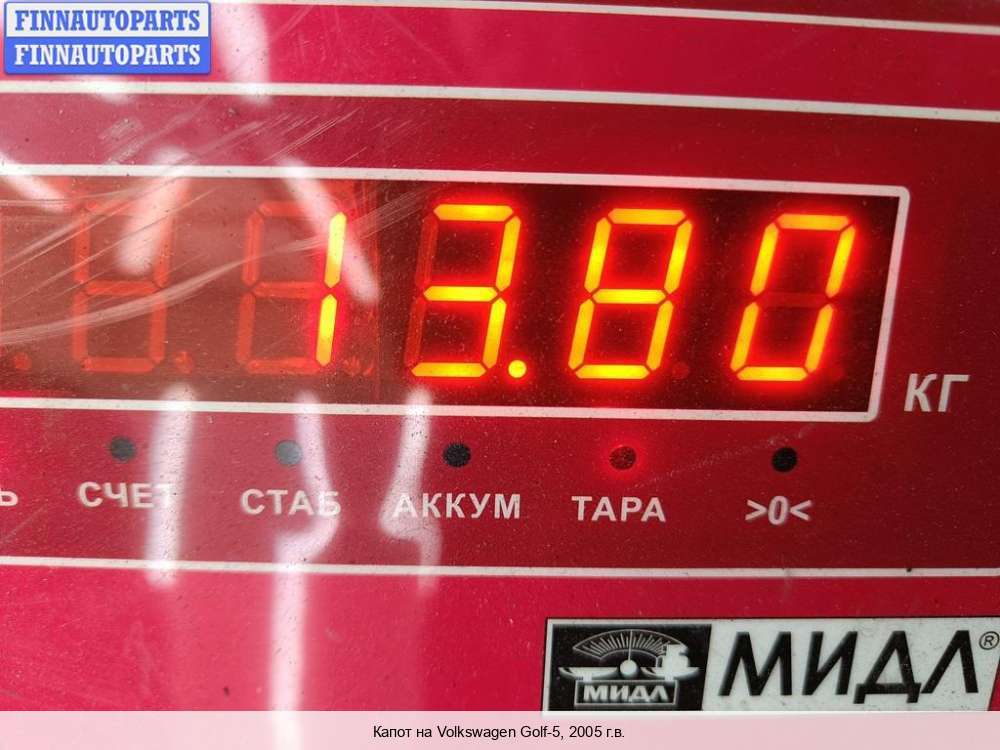 FINNAUTOPARTS
FINNAUTOPARTS
13.80
КГ
Ь СЧЕТ СТАБ АККУМ ТАРА >0<
МИДЛ МИДЛ®
Капот на Volkswagen Golf-5, 2005 г.в.